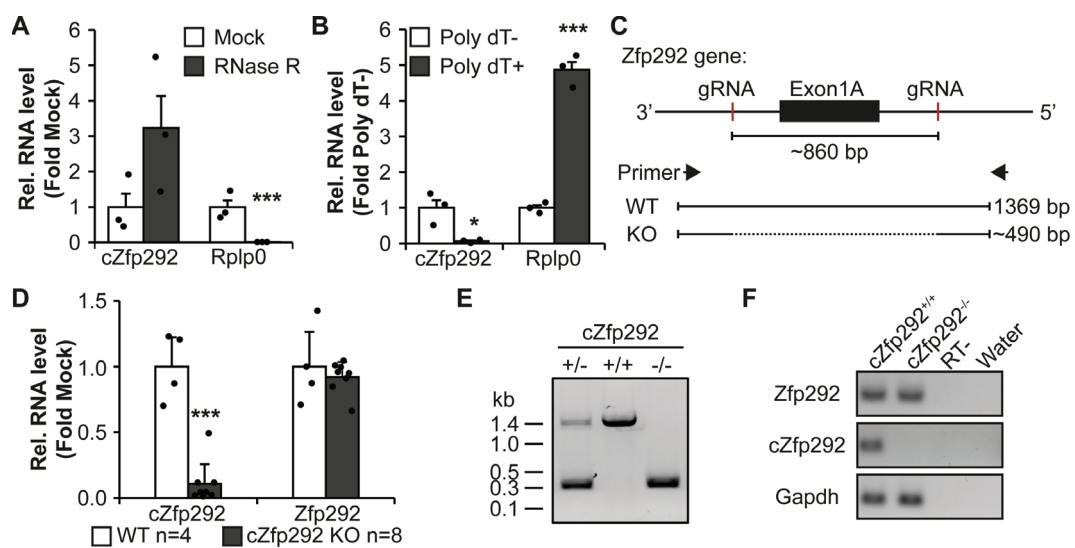 A
Rel. RNA level
(Fold Mock)
6
5
4
3
2
1
0
Mock
RNase R
***
cZfp292
Rplp0
B
Rel. RNA level
(Fold Poly dT-)
6
5
4
3
2
1
0
Poly dT-
Poly dT+
*
***
cZfp292
Rplp0
C
Zfp292 gene:
gRNA
Exon1A
gRNA
3’
5’
~860 bp
Primer
WT
1369 bp
KO
~490 bp
D
Rel. RNA level
(Fold Mock)
1.5
1.0
0.5
0.0
***
cZfp292
Zfp292
WT n=4
cZfp292 KO n=8
E
cZfp292
+/-
+/+
-/-
kb
1.4
1.0
0.5
0.3
0.1
F
cZfp292+/+
cZfp292-/-
RT-
Water
Zfp292
cZfp292
Gapdh